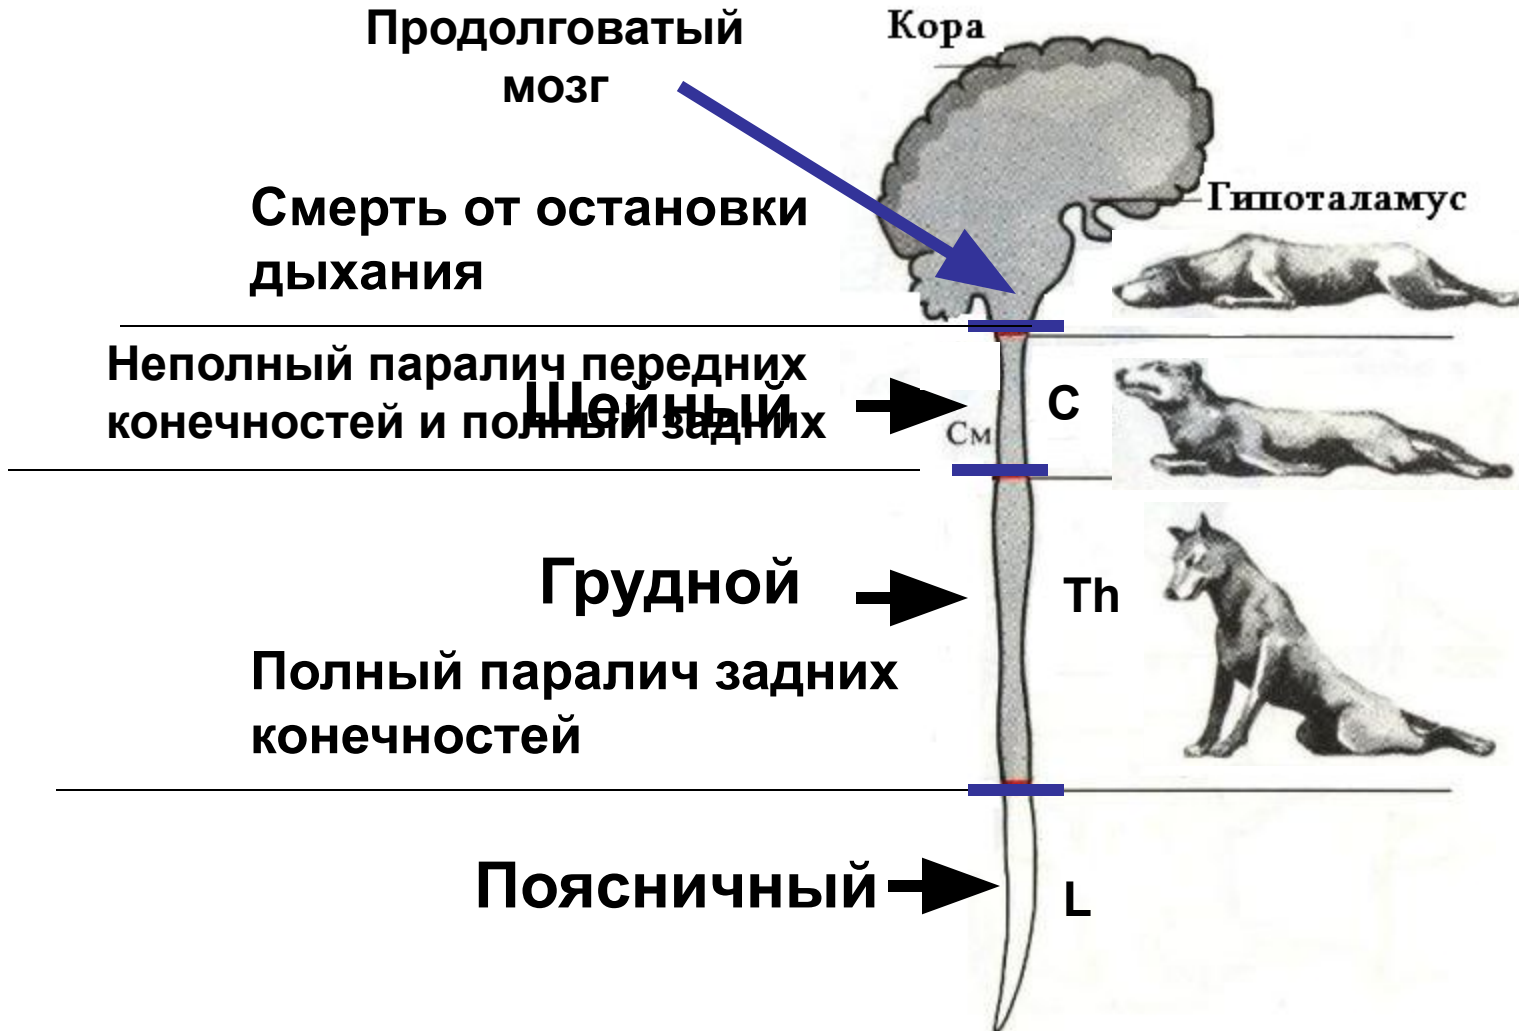 Продолговатый
мозг
Кора
Смерть от остановки
дыхания
Гипоталамус
Неполный паралич передних
конечностей и полный задних
Шейный
C
См
Грудной
Th
Полный паралич задних
конечностей
Поясничный
L